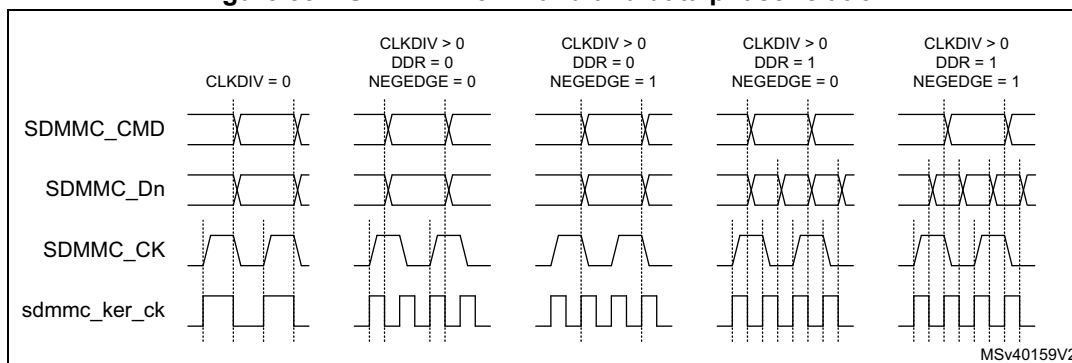 CLKDIV = 0
CLKDIV > 0
DDR = 0
NEGEDGE = 0
CLKDIV > 0
DDR = 0
NEGEDGE = 1
CLKDIV > 0
DDR = 1
NEGEDGE = 0
CLKDIV > 0
DDR = 1
NEGEDGE = 1
SDMMC_CMD
SDMMC_Dn
SDMMC_CK
sdmmc_ker_ck
MSv40159V2